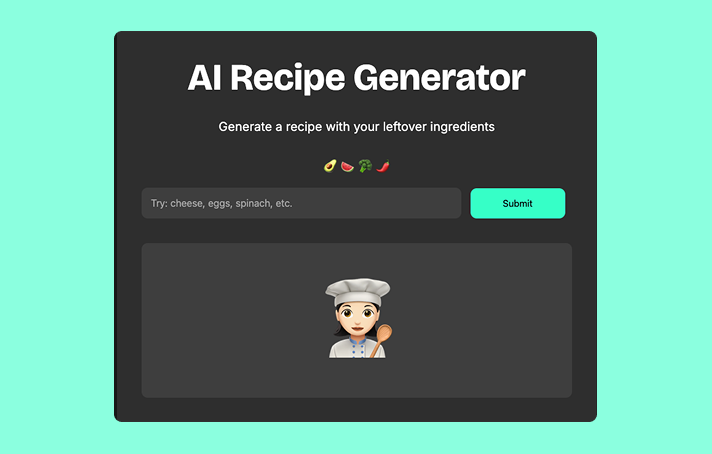 AI Recipe Generator
Generate a recipe with your leftover ingredients
Try: cheese, eggs, spinach, etc.
Submit